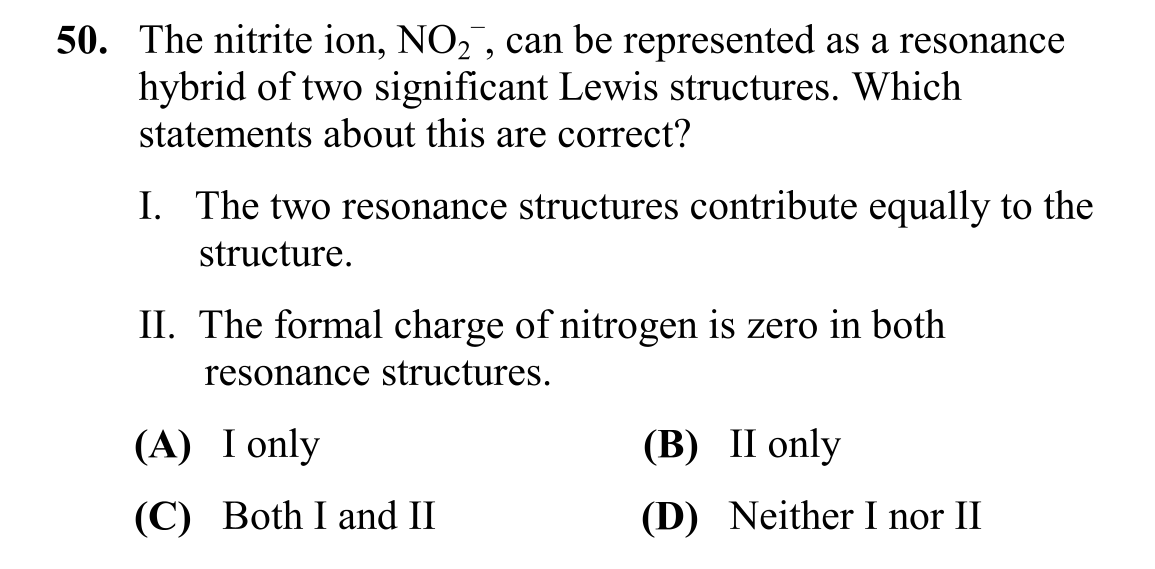 50. The nitrite ion, NO₂⁻, can be represented as a resonance
hybrid of two significant Lewis structures. Which
statements about this are correct?
I. The two resonance structures contribute equally to the
structure.
II. The formal charge of nitrogen is zero in both
resonance structures.
(A) I only (B) II only
(C) Both I and II (D) Neither I nor II